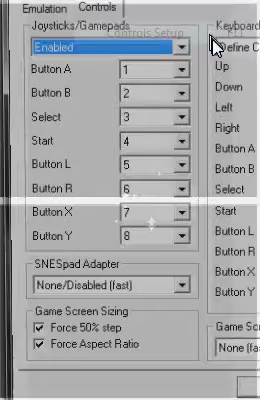 Emulation Controls
Controls Setup
Joysticks/Gamepads
Enabled
Button A 1
Button B 2
Select 3
Start 4
Button L 5
Button R 6
Button X 7
Button Y 8
SNESpad Adapter
None/Disabled (fast)
Game Screen Sizing
Force 50% step
Force Aspect Ratio
Keyboard
Define C
Up
Down
Left
Right
Button A
Button B
Select
Start
Button L
Button R
Button X
Button Y
Game Scr
None (fa